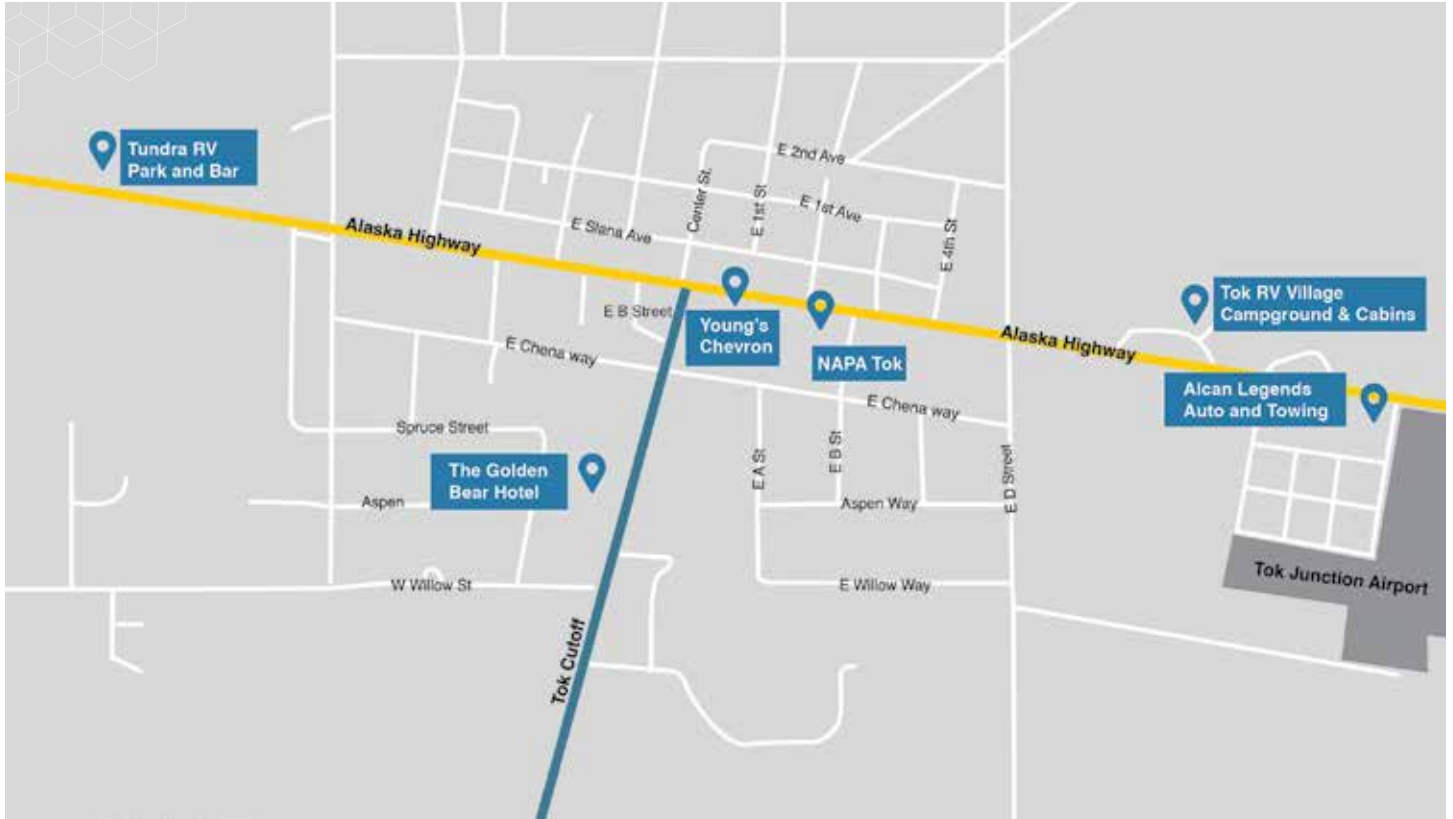 E 2nd Ave
Tundra RV
Park and Bar
Center St.
E 1st St
E 1st Ave
Alaska Highway
E Slana Ave
E 4th St
Tok RV Village
Campground & Cabins
E B Street
Young's
Chevron
Alaska Highway
E Chena way
NAPA Tok
Alcan Legends
Auto and Towing
E Chena way
Spruce Street
The Golden
Bear Hotel
E A St
E B St
E D Street
Aspen
Aspen Way
Tok Junction Airport
W Willow St
E Willow Way
Tok Cutoff